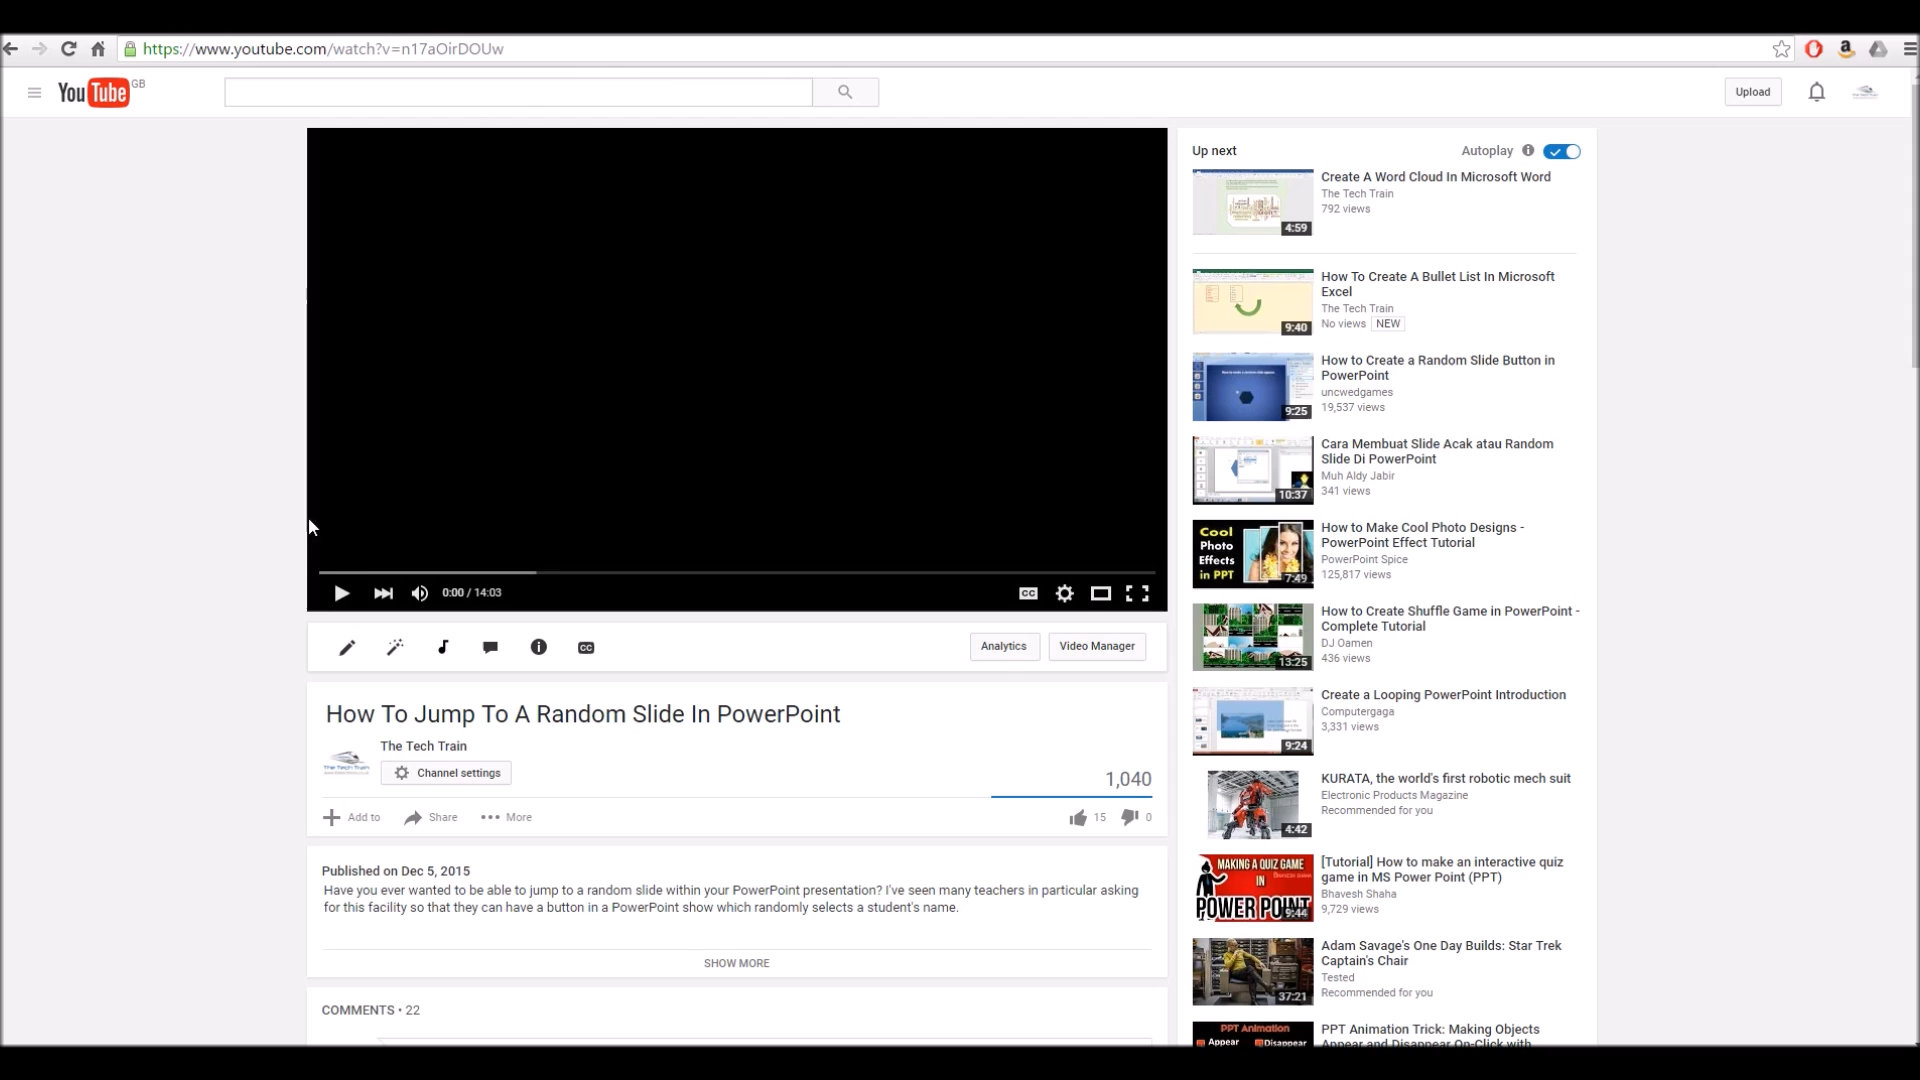 https://www.youtube.com/watch?v=n17aOirDOUw
YouTube GB
Upload
0:00 / 14:03
CC
CC
Analytics
Video Manager
How To Jump To A Random Slide In PowerPoint
The Tech Train
Channel settings
1,040
Add to
Share
More
15
0
Published on Dec 5, 2015
Have you ever wanted to be able to jump to a random slide within your PowerPoint presentation? I've seen many teachers in particular asking
for this facility so that they can have a button in a PowerPoint show which randomly selects a student's name.
SHOW MORE
COMMENTS • 22
Up next
Autoplay
4:59
Create A Word Cloud In Microsoft Word
The Tech Train
792 views
9:40
How To Create A Bullet List In Microsoft
Excel
The Tech Train
No views NEW
9:25
How to Create a Random Slide Button in
PowerPoint
uncwedgames
19,537 views
10:37
Cara Membuat Slide Acak atau Random
Slide Di PowerPoint
Muh Aldy Jabir
341 views
Cool
Photo
Effects
in PPT
7:49
How to Make Cool Photo Designs -
PowerPoint Effect Tutorial
PowerPoint Spice
125,817 views
13:25
How to Create Shuffle Game in PowerPoint -
Complete Tutorial
DJ Oamen
436 views
9:24
Create a Looping PowerPoint Introduction
Computergaga
3,331 views
4:42
KURATA, the world's first robotic mech suit
Electronic Products Magazine
Recommended for you
MAKING A QUIZ GAME
IN
POWER POINT
9:44
[Tutorial] How to make an interactive quiz
game in MS Power Point (PPT)
Bhavesh Shaha
9,729 views
37:21
Adam Savage's One Day Builds: Star Trek
Captain's Chair
Tested
Recommended for you
PPT Animation
Appear
Disappear
PPT Animation Trick: Making Objects
Appear and Disappear On-Click with